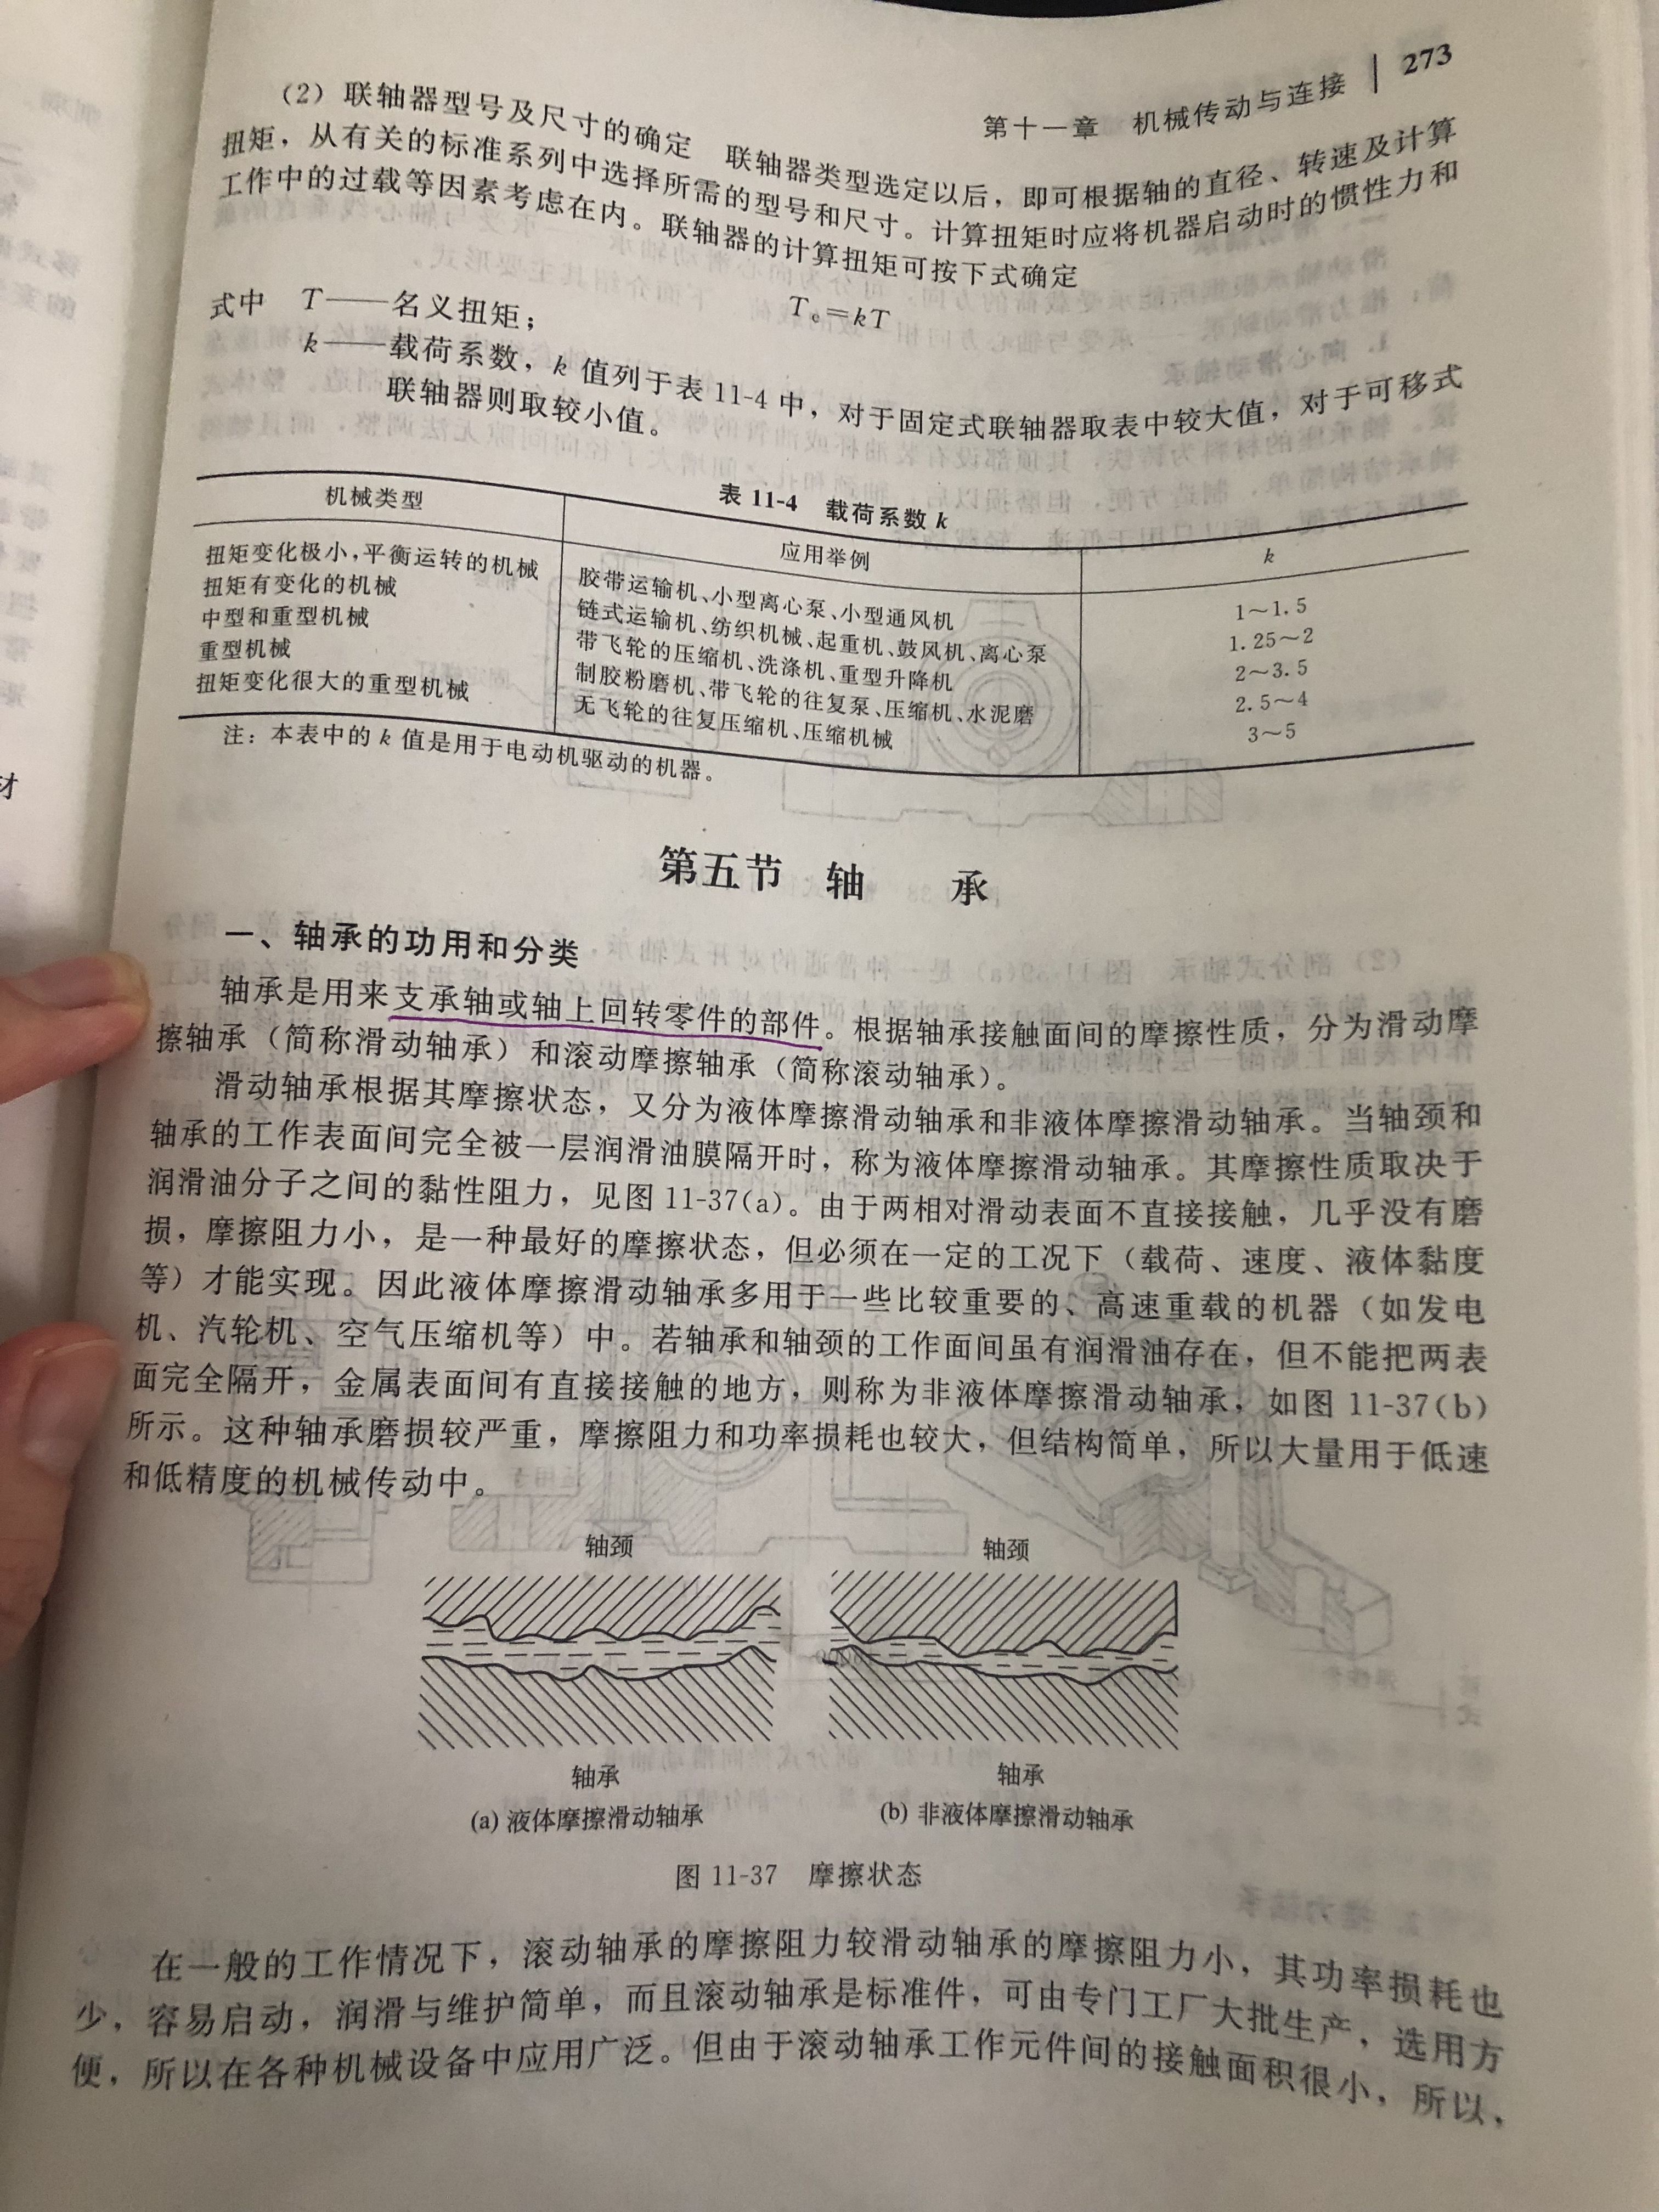 第十一章 机械传动与连接 | 273
(2) 联轴器型号及尺寸的确定 联轴器类型选定以后，即可根据轴的直径、转速及计算
扭矩，从有关的标准系列中选择所需的型号和尺寸。计算扭矩时应将机器启动时的惯性力和
工作中的过载等因素考虑在内。联轴器的计算扭矩可按下式确定
Tc=kT
式中 T——名义扭矩；
k——载荷系数，k 值列于表 11-4 中，对于固定式联轴器取表中较大值，对于可移式
联轴器则取较小值。
表 11-4 载荷系数 k
机械类型 应用举例 k
扭矩变化极小,平衡运转的机械 胶带运输机、小型离心泵、小型通风机 1～1.5
扭矩有变化的机械 链式运输机、纺织机械、起重机、鼓风机、离心泵 1.25～2
中型和重型机械 带飞轮的压缩机、洗涤机、重型升降机 2～3.5
重型机械 制胶粉磨机、带飞轮的往复泵、压缩机、水泥磨 2.5～4
扭矩变化很大的重型机械 无飞轮的往复压缩机、压缩机械 3～5
注：本表中的 k 值是用于电动机驱动的机器。
第五节 轴 承
一、轴承的功用和分类
轴承是用来支承轴或轴上回转零件的部件。根据轴承接触面间的摩擦性质，分为滑动摩
擦轴承（简称滑动轴承）和滚动摩擦轴承（简称滚动轴承）。
滑动轴承根据其摩擦状态，又分为液体摩擦滑动轴承和非液体摩擦滑动轴承。当轴颈和
轴承的工作表面间完全被一层润滑油膜隔开时，称为液体摩擦滑动轴承。其摩擦性质取决于
润滑油分子之间的黏性阻力，见图 11-37(a)。由于两相对滑动表面不直接接触，几乎没有磨
损，摩擦阻力小，是一种最好的摩擦状态，但必须在一定的工况下（载荷、速度、液体黏度
等）才能实现。因此液体摩擦滑动轴承多用于一些比较重要的、高速重载的机器（如发电
机、汽轮机、空气压缩机等）中。若轴承和轴颈的工作面间虽有润滑油存在，但不能把两表
面完全隔开，金属表面间有直接接触的地方，则称为非液体摩擦滑动轴承，如图 11-37(b)
所示。这种轴承磨损较严重，摩擦阻力和功率损耗也较大，但结构简单，所以大量用于低速
和低精度的机械传动中。
轴颈 轴颈
轴承 轴承
(a) 液体摩擦滑动轴承 (b) 非液体摩擦滑动轴承
图 11-37 摩擦状态
在一般的工作情况下，滚动轴承的摩擦阻力较滑动轴承的摩擦阻力小，其功率损耗也
少，容易启动，润滑与维护简单，而且滚动轴承是标准件，可由专门工厂大批生产，选用方
便，所以在各种机械设备中应用广泛。但由于滚动轴承工作元件间的接触面积很小，所以，